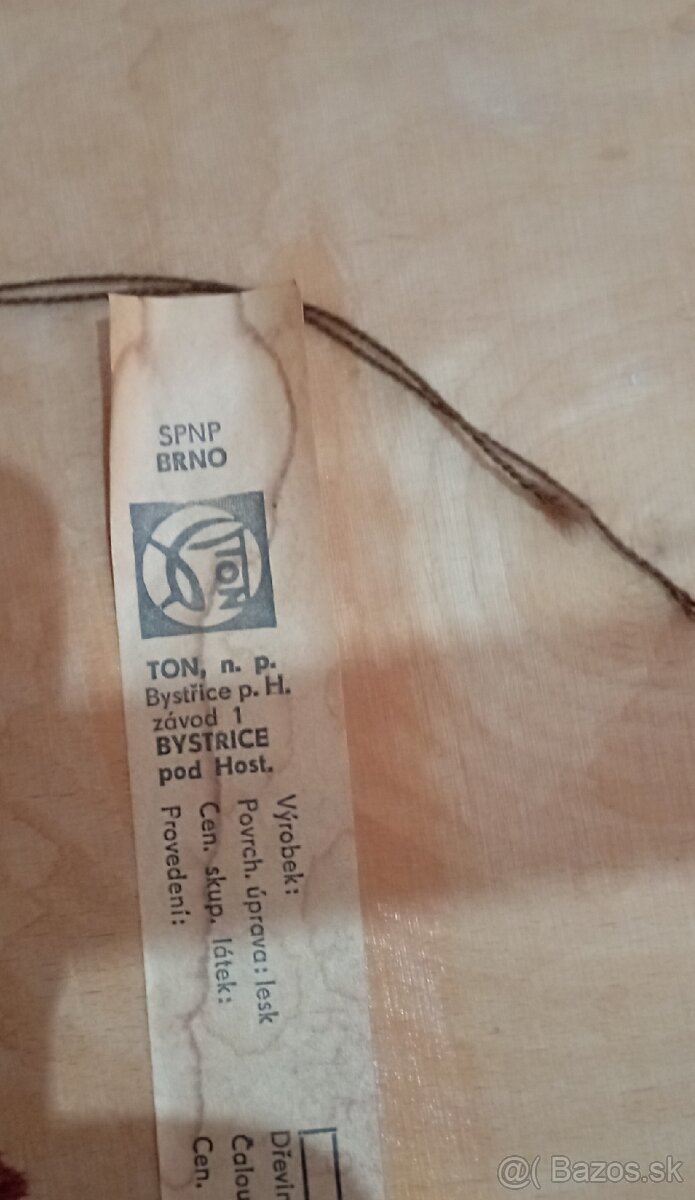 SPNP
BRNO
TON
TON, n. p.
Bystřice p. H.
závod 1
BYSTRICE
pod Host.
Výrobek:
Povrch. úprava: lesk
Cen. skup. látek:
Provedení:
Dřevin
Čalou
Cen.
@( Bazos.sk